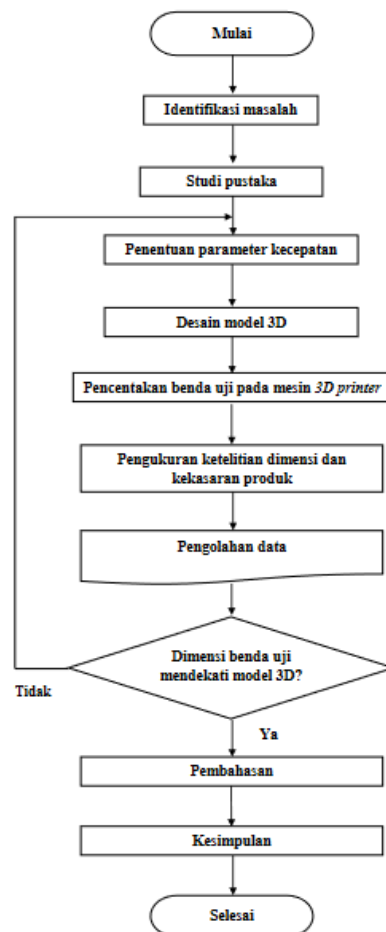 Mulai
Identifikasi masalah
Studi pustaka
Penentuan parameter kecepatan
Desain model 3D
Pencentakan benda uji pada mesin 3D printer
Pengukuran ketelitian dimensi dan
kekasaran produk
Pengolahan data
Dimensi benda uji
mendekati model 3D?
Tidak
Ya
Pembahasan
Kesimpulan
Selesai